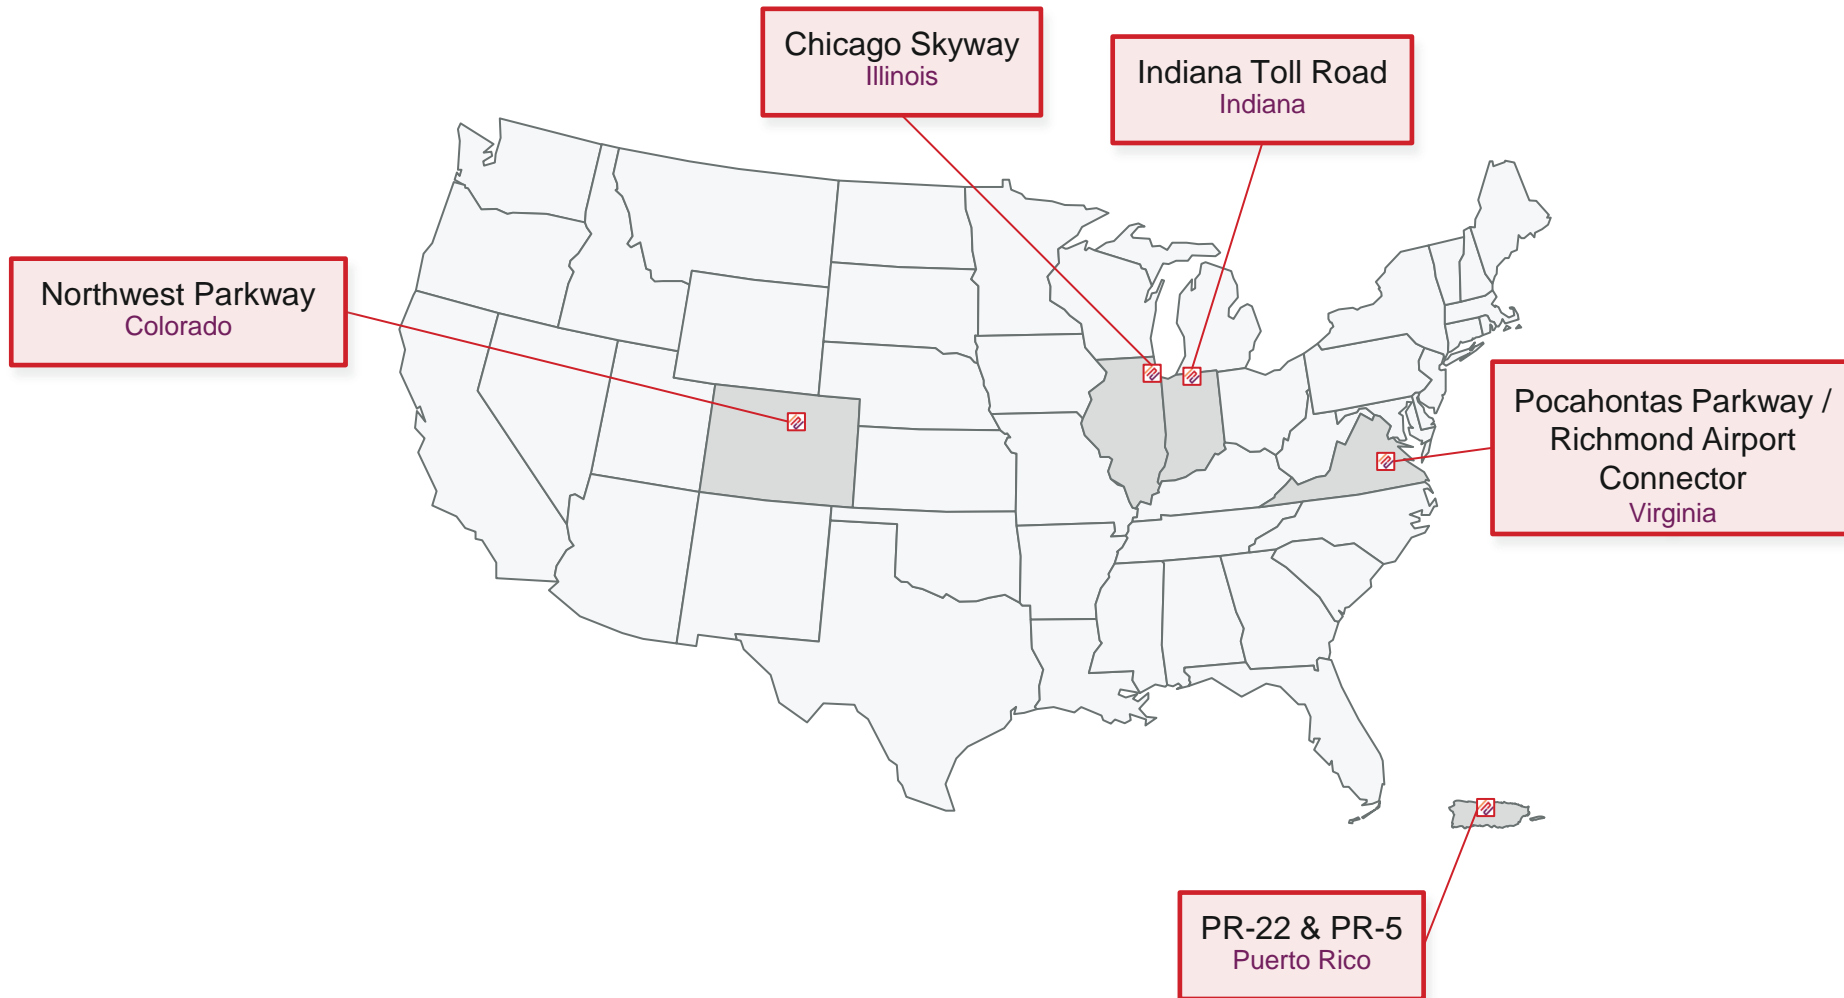 Chicago Skyway
Illinois
Indiana Toll Road
Indiana
Northwest Parkway
Colorado
Pocahontas Parkway /
Richmond Airport
Connector
Virginia
PR-22 & PR-5
Puerto Rico